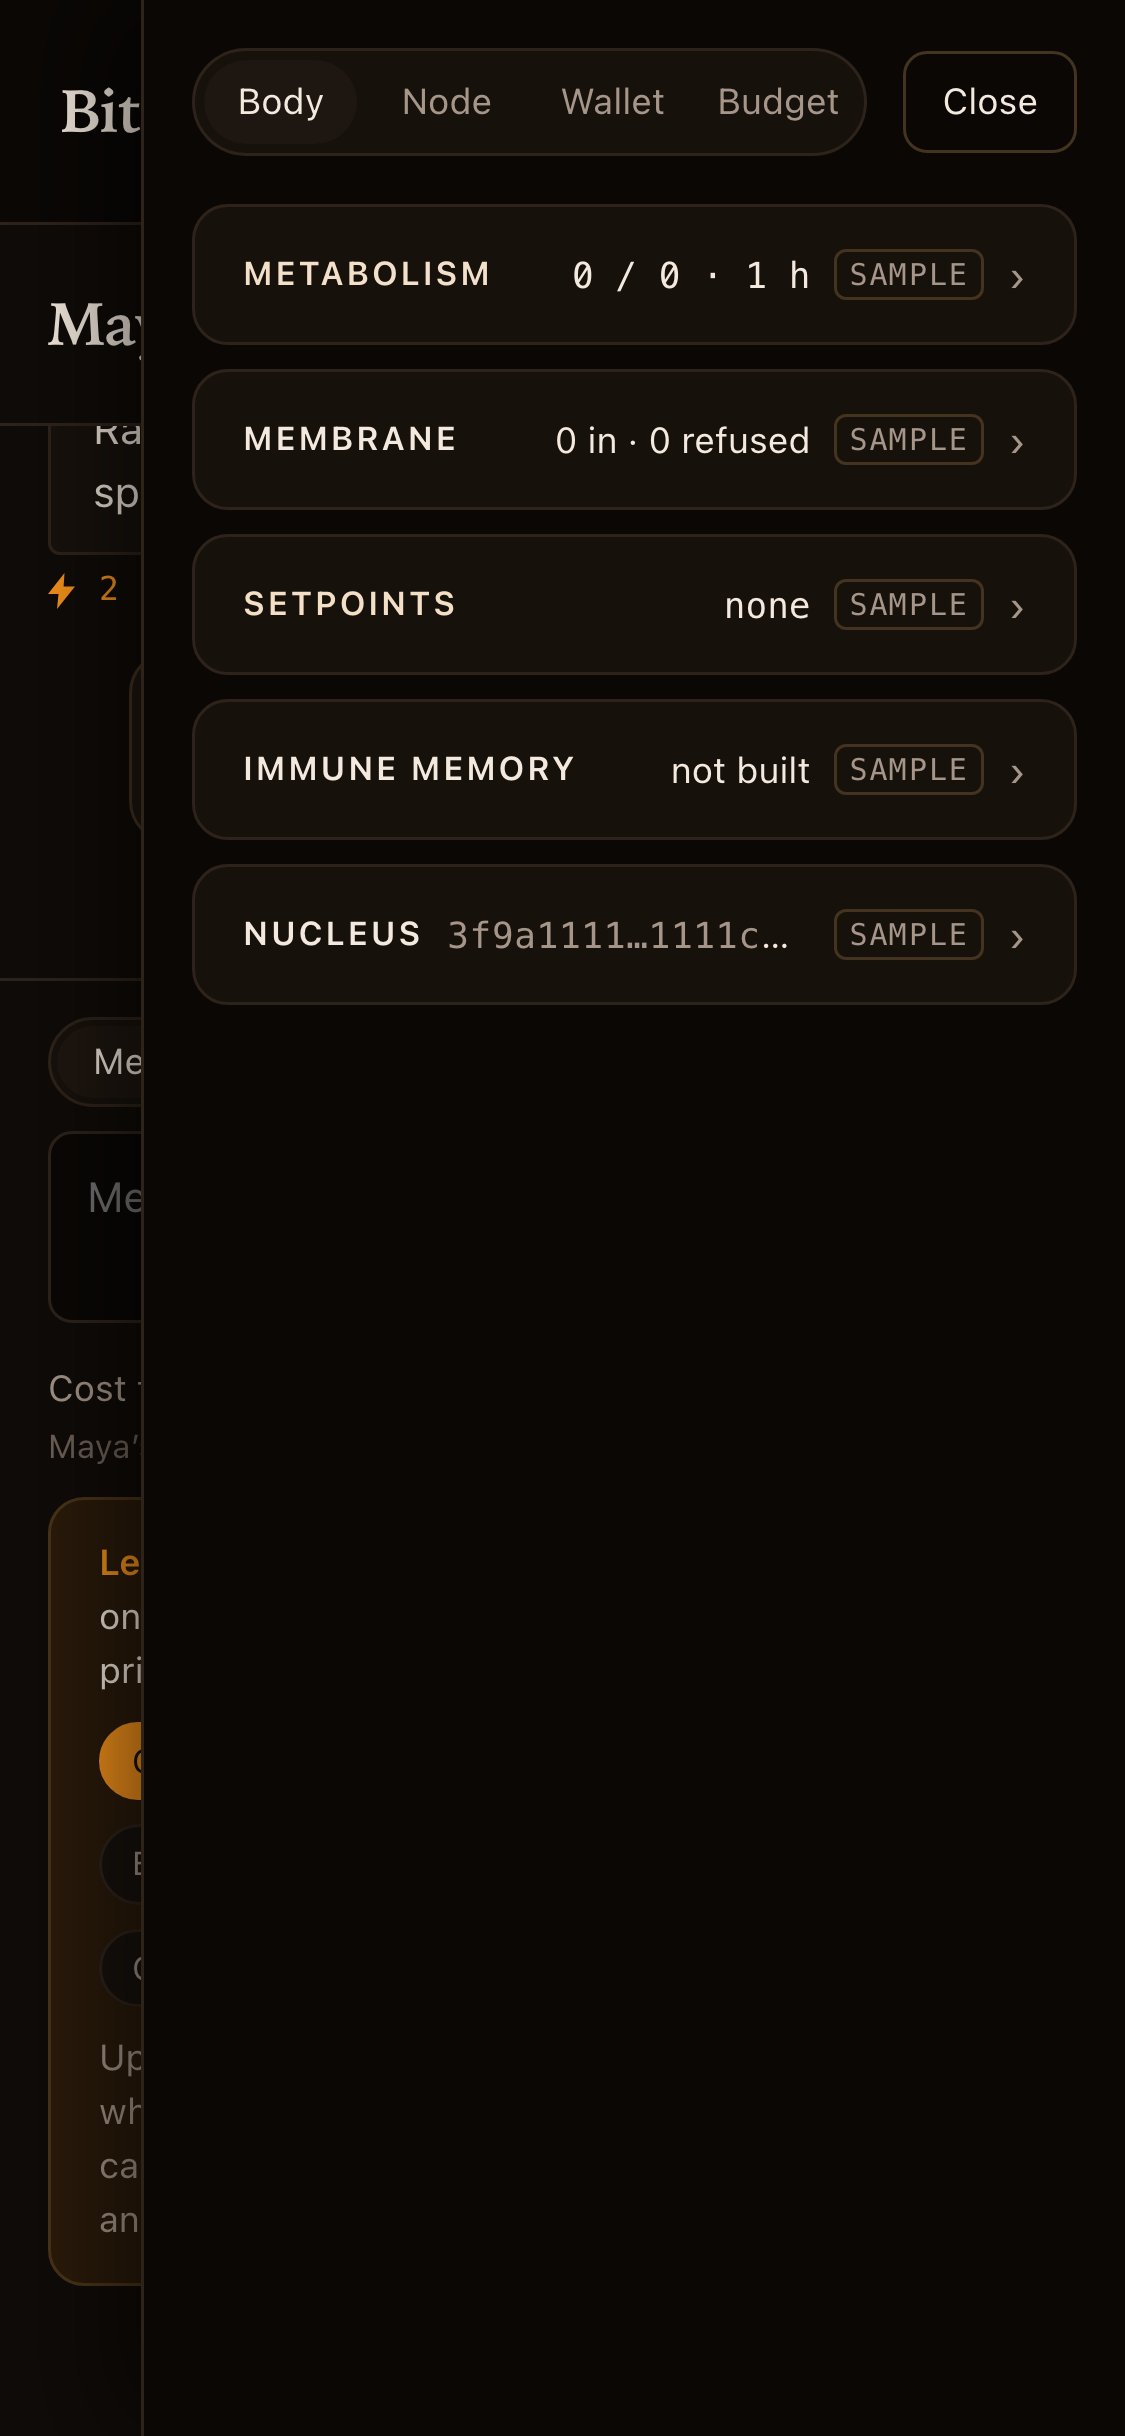 Bit
Body Node Wallet Budget Close
METABOLISM 0 / 0 · 1 h SAMPLE ›
May
MEMBRANE 0 in · 0 refused SAMPLE ›
Ra
sp
2
SETPOINTS none SAMPLE ›
IMMUNE MEMORY not built SAMPLE ›
NUCLEUS 3f9a1111…1111c… SAMPLE ›
Me
Me
Cost
Maya’
Le
on
pri
Up
wh
ca
an